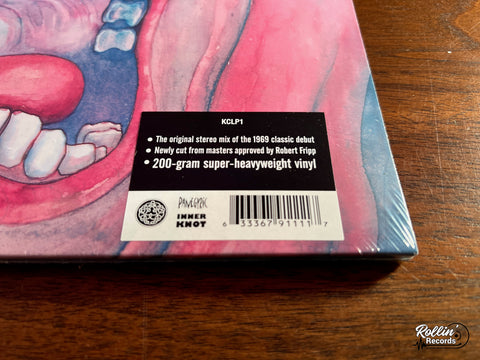 KCLP1
• The original stereo mix of the 1969 classic debut
• Newly cut from masters approved by Robert Fripp
• 200-gram super-heavyweight vinyl
PANEGYRIC
INNER
KNOT
6 33367 91111 7
Rollin'
Records